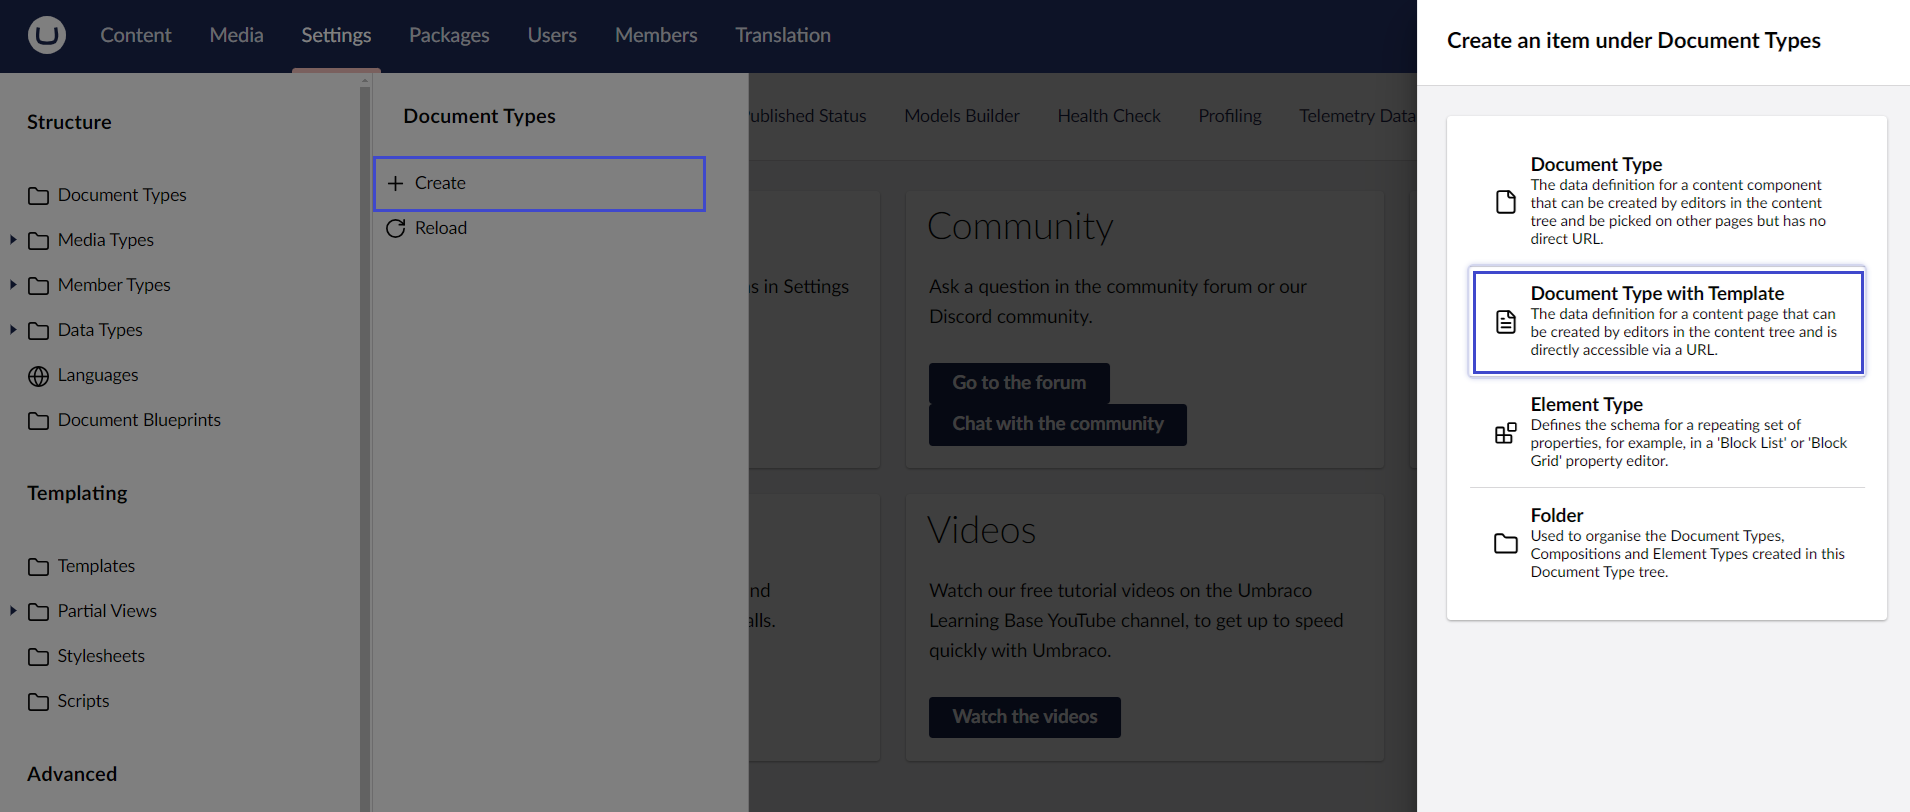 Content Media Settings Packages Users Members Translation
Structure
Document Types
Media Types
Member Types
Data Types
Languages
Document Blueprints
Templating
Templates
Partial Views
Stylesheets
Scripts
Advanced
Document Types
Create
Reload
Status Models Builder Health Check Profiling Telemetry Data
in Settings
Community
Ask a question in the community forum or our
Discord community.
Go to the forum
Chat with the community
Videos
Watch our free tutorial videos on the Umbraco
Learning Base YouTube channel, to get up to speed
quickly with Umbraco.
Watch the videos
Create an item under Document Types
Document Type
The data definition for a content component
that can be created by editors in the content
tree and be picked on other pages but has no
direct URL.
Document Type with Template
The data definition for a content page that can
be created by editors in the content tree and is
directly accessible via a URL.
Element Type
Defines the schema for a repeating set of
properties, for example, in a 'Block List' or 'Block
Grid' property editor.
Folder
Used to organise the Document Types,
Compositions and Element Types created in this
Document Type tree.